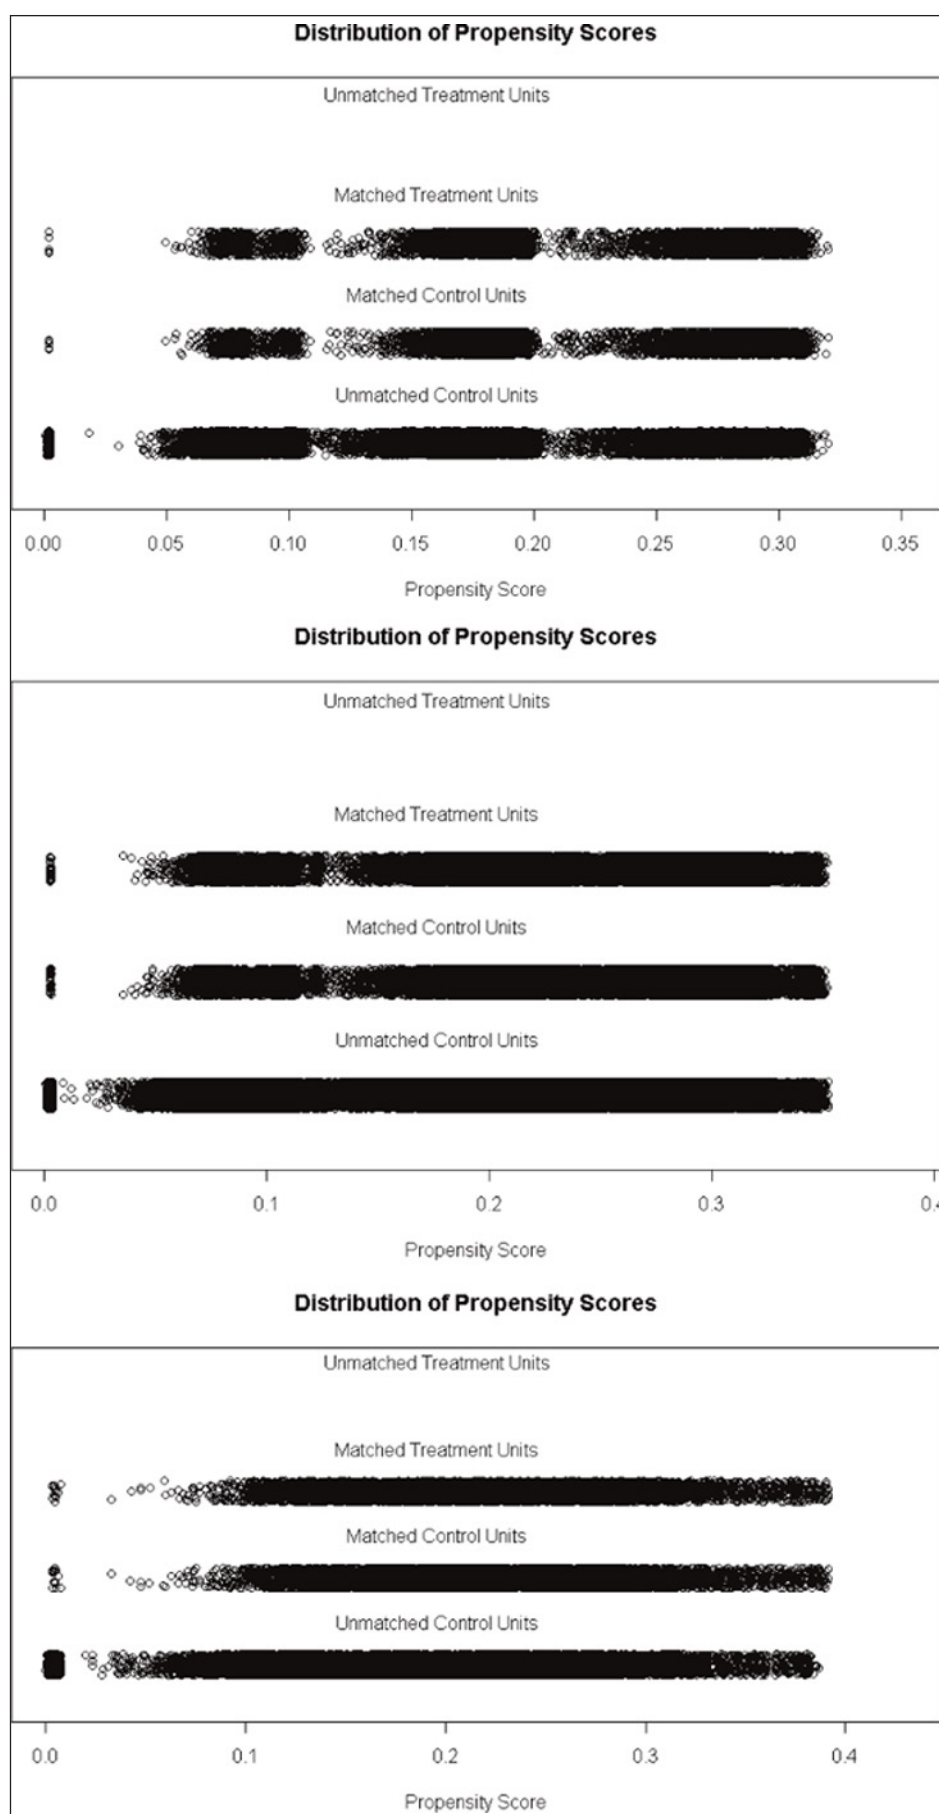 Distribution of Propensity Scores
Unmatched Treatment Units
Matched Treatment Units
Matched Control Units
Unmatched Control Units
0.00 0.05 0.10 0.15 0.20 0.25 0.30 0.35
Propensity Score
Distribution of Propensity Scores
Unmatched Treatment Units
Matched Treatment Units
Matched Control Units
Unmatched Control Units
0.0 0.1 0.2 0.3
Propensity Score
Distribution of Propensity Scores
Unmatched Treatment Units
Matched Treatment Units
Matched Control Units
Unmatched Control Units
0.0 0.1 0.2 0.3 0.4
Propensity Score